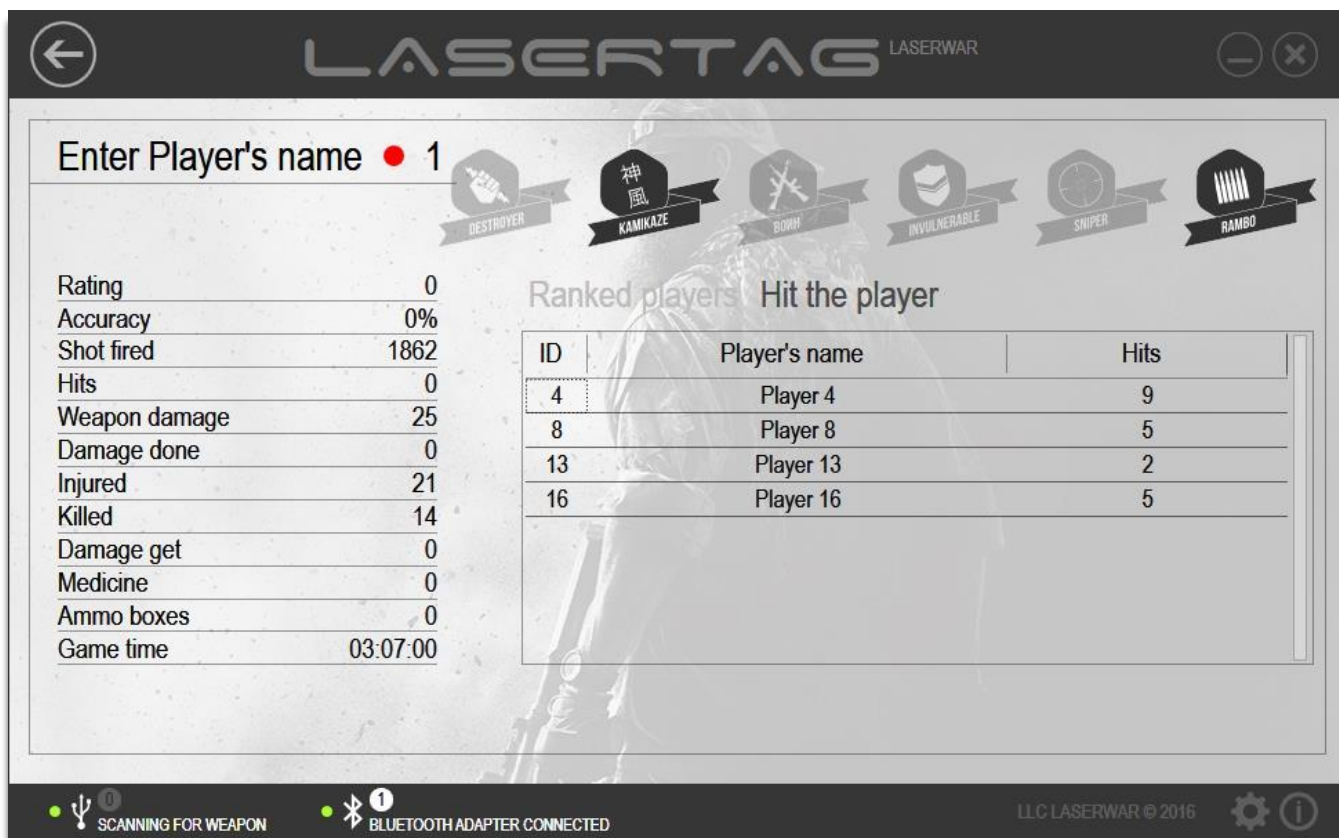 LASERTAG LASERWAR
Enter Player's name 1
DESTROYER
神
風
KAMIKAZE
ВОИН
INVULNERABLE
SNIPER
RAMBO
Rating 0
Accuracy 0%
Shot fired 1862
Hits 0
Weapon damage 25
Damage done 0
Injured 21
Killed 14
Damage get 0
Medicine 0
Ammo boxes 0
Game time 03:07:00
Ranked players Hit the player
ID Player's name Hits
4 Player 4 9
8 Player 8 5
13 Player 13 2
16 Player 16 5
0
SCANNING FOR WEAPON
1
BLUETOOTH ADAPTER CONNECTED
LLC LASERWAR © 2016